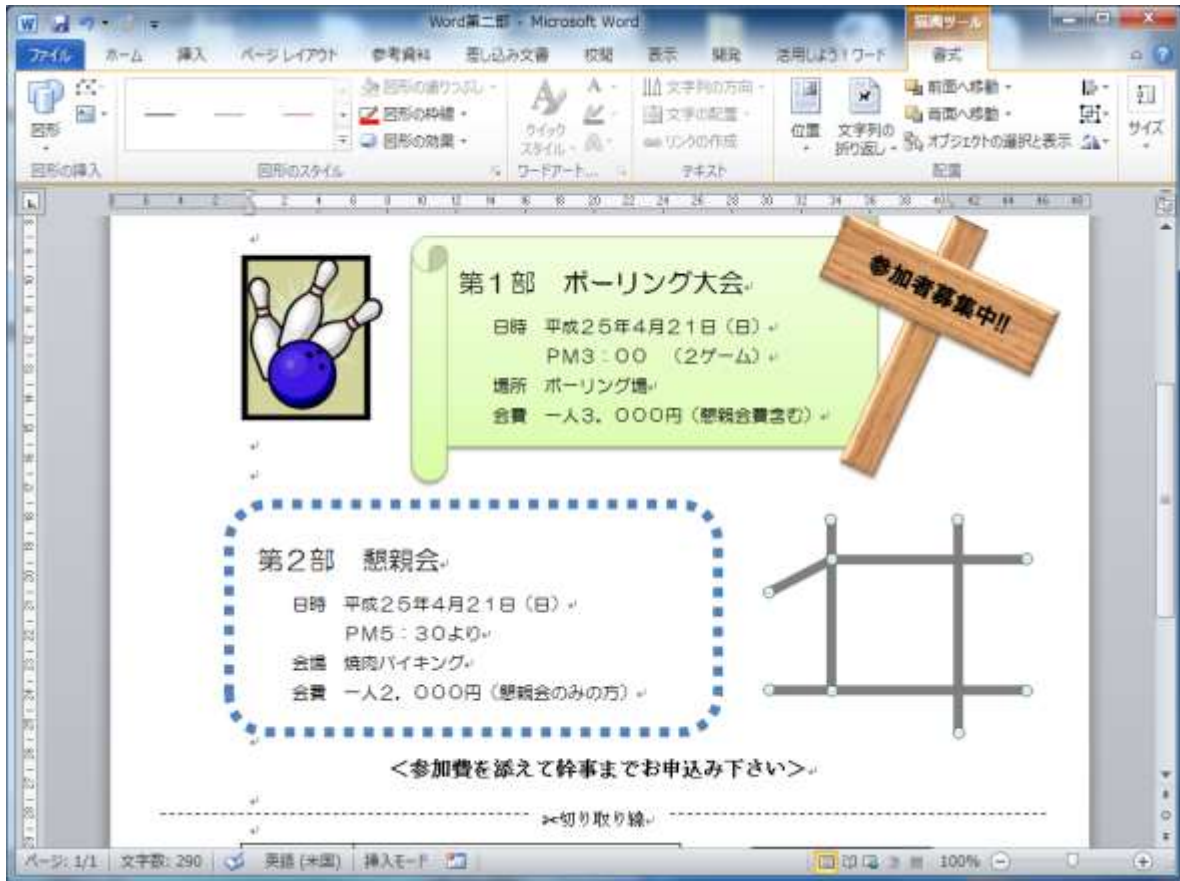 Word第二部 - Microsoft Word
描画ツール
ファイル ホーム 挿入 ページ レイアウト 参考資料 差し込み文書 校閲 表示 開発 活用しよう!ワード 書式
図形
図形の挿入
図形の塗りつぶし
図形の枠線
図形の効果
図形のスタイル
クイック
スタイル
ワードアート...
文字列の方向
文字の配置
リンクの作成
テキスト
位置
文字列の
折り返し
前面へ移動
背面へ移動
オブジェクトの選択と表示
配置
サイズ
第1部 ボーリング大会
日時 平成25年4月21日(日)
PM3:00 (2ゲーム)
場所 ボーリング場
会費 一人3,000円(懇親会費含む)
参加者募集中!!
第2部 懇親会
日時 平成25年4月21日(日)
PM5:30より
会場 焼肉バイキング
会費 一人2,000円(懇親会のみの方)
<参加費を添えて幹事までお申込み下さい>
✂切り取り線
ページ: 1/1 文字数: 290 英語 (米国) 挿入モード 100%